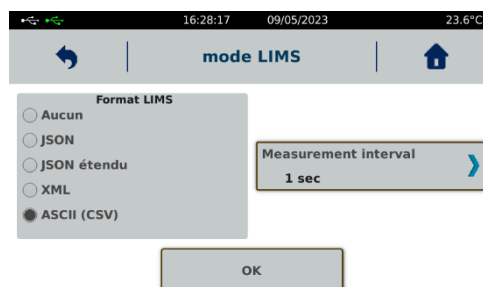 16:28:17 09/05/2023 23.6°C
mode LIMS
Format LIMS
Aucun
JSON
JSON étendu
XML
ASCII (CSV)
Measurement interval
1 sec
OK